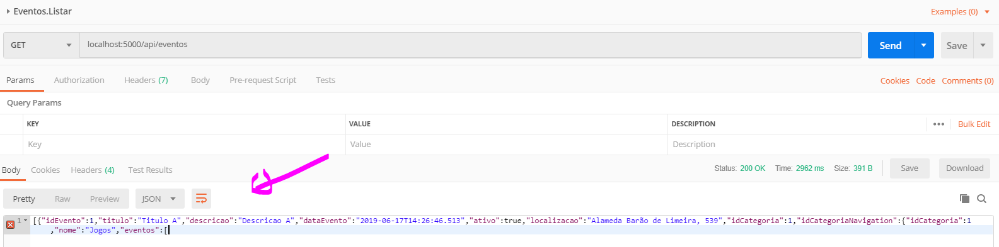 Eventos.Listar
Examples (0)
GET localhost:5000/api/eventos Send Save
Params Authorization Headers (7) Body Pre-request Script Tests Cookies Code Comments (0)
Query Params
KEY VALUE DESCRIPTION ••• Bulk Edit
Key Value Description
Body Cookies Headers (4) Test Results Status: 200 OK Time: 2962 ms Size: 391 B Save Download
Pretty Raw Preview JSON
1 [{"idEvento":1,"titulo":"Titulo A","descricao":"Descricao A","dataEvento":"2019-06-17T14:26:46.513","ativo":true,"localizacao":"Alameda Barão de Limeira, 539","idCategoria":1,"idCategoriaNavigation":{"idCategoria":1
,"nome":"Jogos","eventos":[